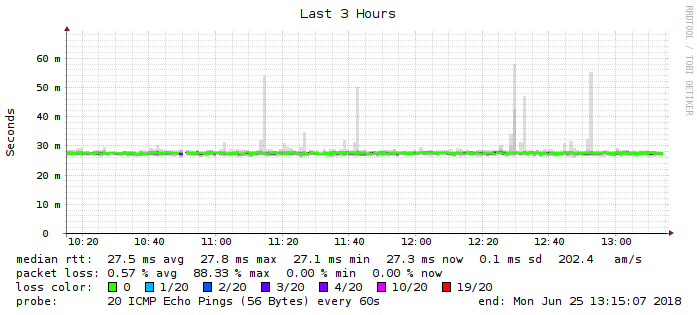 Last 3 Hours
RRDTOOL / TOBI OETIKER
Seconds
60 m
50 m
40 m
30 m
20 m
10 m
0
10:20 10:40 11:00 11:20 11:40 12:00 12:20 12:40 13:00
median rtt: 27.5 ms avg 27.8 ms max 27.1 ms min 27.3 ms now 0.1 ms sd 202.4 am/s
packet loss: 0.57 % avg 88.33 % max 0.00 % min 0.00 % now
loss color: 0 1/20 2/20 3/20 4/20 10/20 19/20
probe: 20 ICMP Echo Pings (56 Bytes) every 60s end: Mon Jun 25 13:15:07 2018